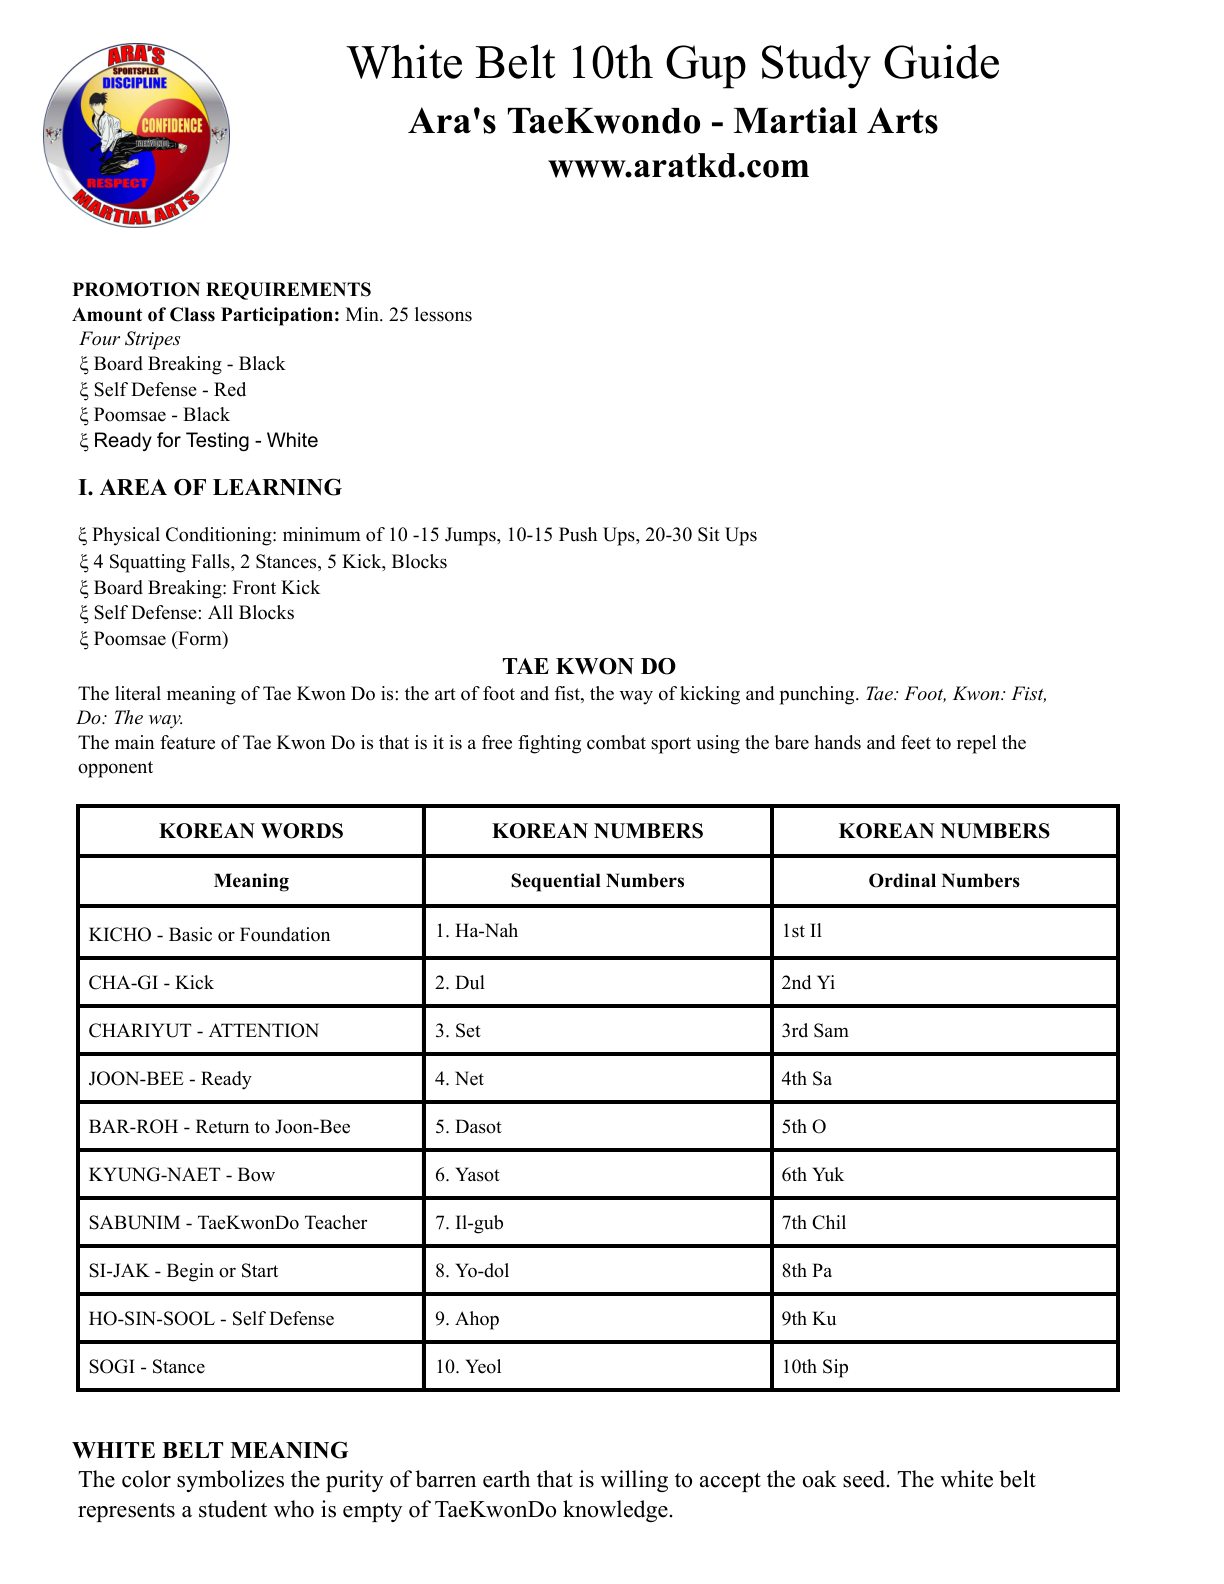 ARA'S
SPORTSPLEX
DISCIPLINE
CONFIDENCE
TAEKWONDO
RESPECT
MARTIAL ARTS
White Belt 10th Gup Study Guide
Ara's TaeKwondo - Martial Arts
www.aratkd.com
PROMOTION REQUIREMENTS
Amount of Class Participation: Min. 25 lessons
Four Stripes
ξ Board Breaking - Black
ξ Self Defense - Red
ξ Poomsae - Black
ξ Ready for Testing - White
I. AREA OF LEARNING
ξ Physical Conditioning: minimum of 10 -15 Jumps, 10-15 Push Ups, 20-30 Sit Ups
ξ 4 Squatting Falls, 2 Stances, 5 Kick, Blocks
ξ Board Breaking: Front Kick
ξ Self Defense: All Blocks
ξ Poomsae (Form)
TAE KWON DO
The literal meaning of Tae Kwon Do is: the art of foot and fist, the way of kicking and punching. Tae: Foot, Kwon: Fist,
Do: The way.
The main feature of Tae Kwon Do is that is it is a free fighting combat sport using the bare hands and feet to repel the
opponent
KOREAN WORDS KOREAN NUMBERS KOREAN NUMBERS
Meaning Sequential Numbers Ordinal Numbers
KICHO - Basic or Foundation 1. Ha-Nah 1st Il
CHA-GI - Kick 2. Dul 2nd Yi
CHARIYUT - ATTENTION 3. Set 3rd Sam
JOON-BEE - Ready 4. Net 4th Sa
BAR-ROH - Return to Joon-Bee 5. Dasot 5th O
KYUNG-NAET - Bow 6. Yasot 6th Yuk
SABUNIM - TaeKwonDo Teacher 7. Il-gub 7th Chil
SI-JAK - Begin or Start 8. Yo-dol 8th Pa
HO-SIN-SOOL - Self Defense 9. Ahop 9th Ku
SOGI - Stance 10. Yeol 10th Sip
WHITE BELT MEANING
The color symbolizes the purity of barren earth that is willing to accept the oak seed. The white belt
represents a student who is empty of TaeKwonDo knowledge.